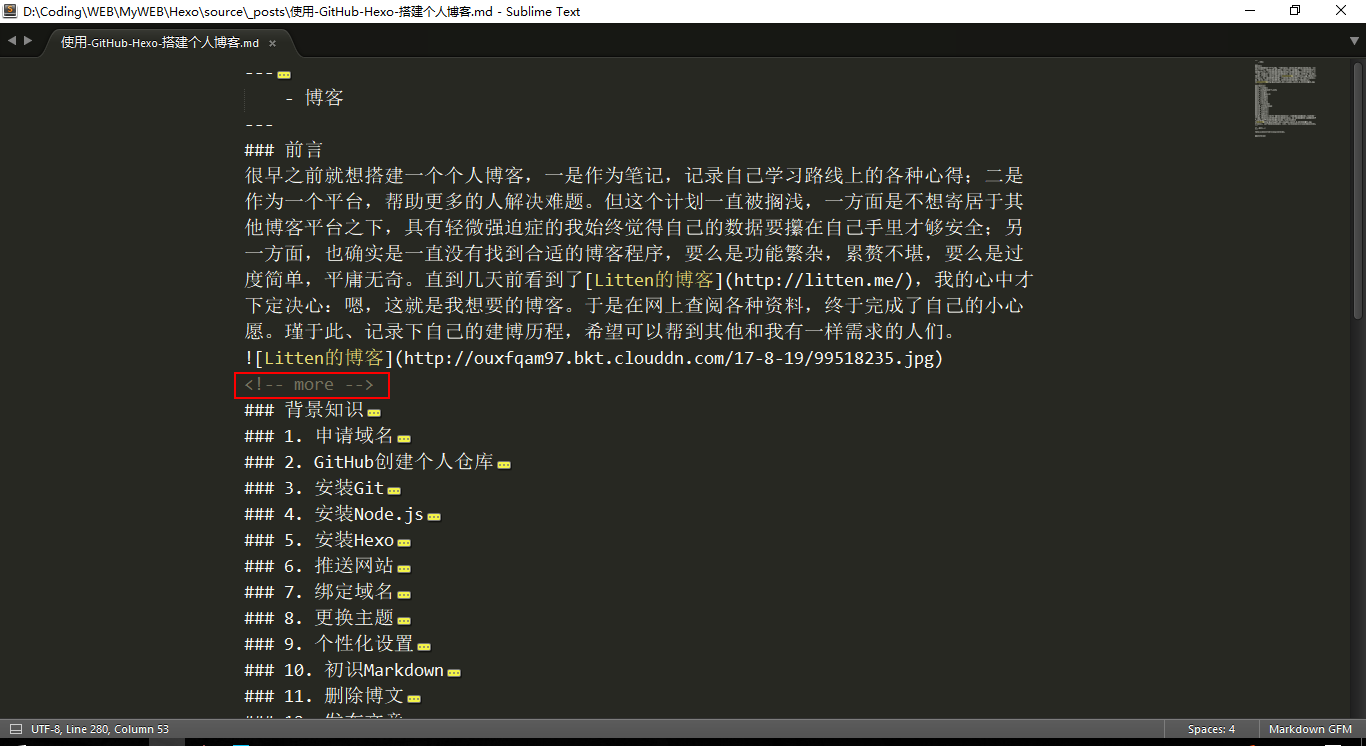 D:\Coding\WEB\MyWEB\Hexo\source\_posts\使用-GitHub-Hexo-搭建个人博客.md - Sublime Text
使用-GitHub-Hexo-搭建个人博客.md
---
- 博客
---
### 前言
很早之前就想搭建一个个人博客，一是作为笔记，记录自己学习路线上的各种心得；二是
作为一个平台，帮助更多的人解决难题。但这个计划一直被搁浅，一方面是不想寄居于其
他博客平台之下，具有轻微强迫症的我始终觉得自己的数据要攥在自己手里才够安全；另
一方面，也确实是一直没有找到合适的博客程序，要么是功能繁杂，累赘不堪，要么是过
度简单，平庸无奇。直到几天前看到了[Litten的博客](http://litten.me/)，我的心中才
下定决心：嗯，这就是我想要的博客。于是在网上查阅各种资料，终于完成了自己的小心
愿。瑾于此、记录下自己的建博历程，希望可以帮到其他和我有一样需求的人们。
![Litten的博客](http://ouxfqam97.bkt.clouddn.com/17-8-19/99518235.jpg)
<!-- more -->
### 背景知识
### 1. 申请域名
### 2. GitHub创建个人仓库
### 3. 安装Git
### 4. 安装Node.js
### 5. 安装Hexo
### 6. 推送网站
### 7. 绑定域名
### 8. 更换主题
### 9. 个性化设置
### 10. 初识Markdown
### 11. 删除博文
### 12. 发布文章
UTF-8, Line 280, Column 53
Spaces: 4
Markdown GFM